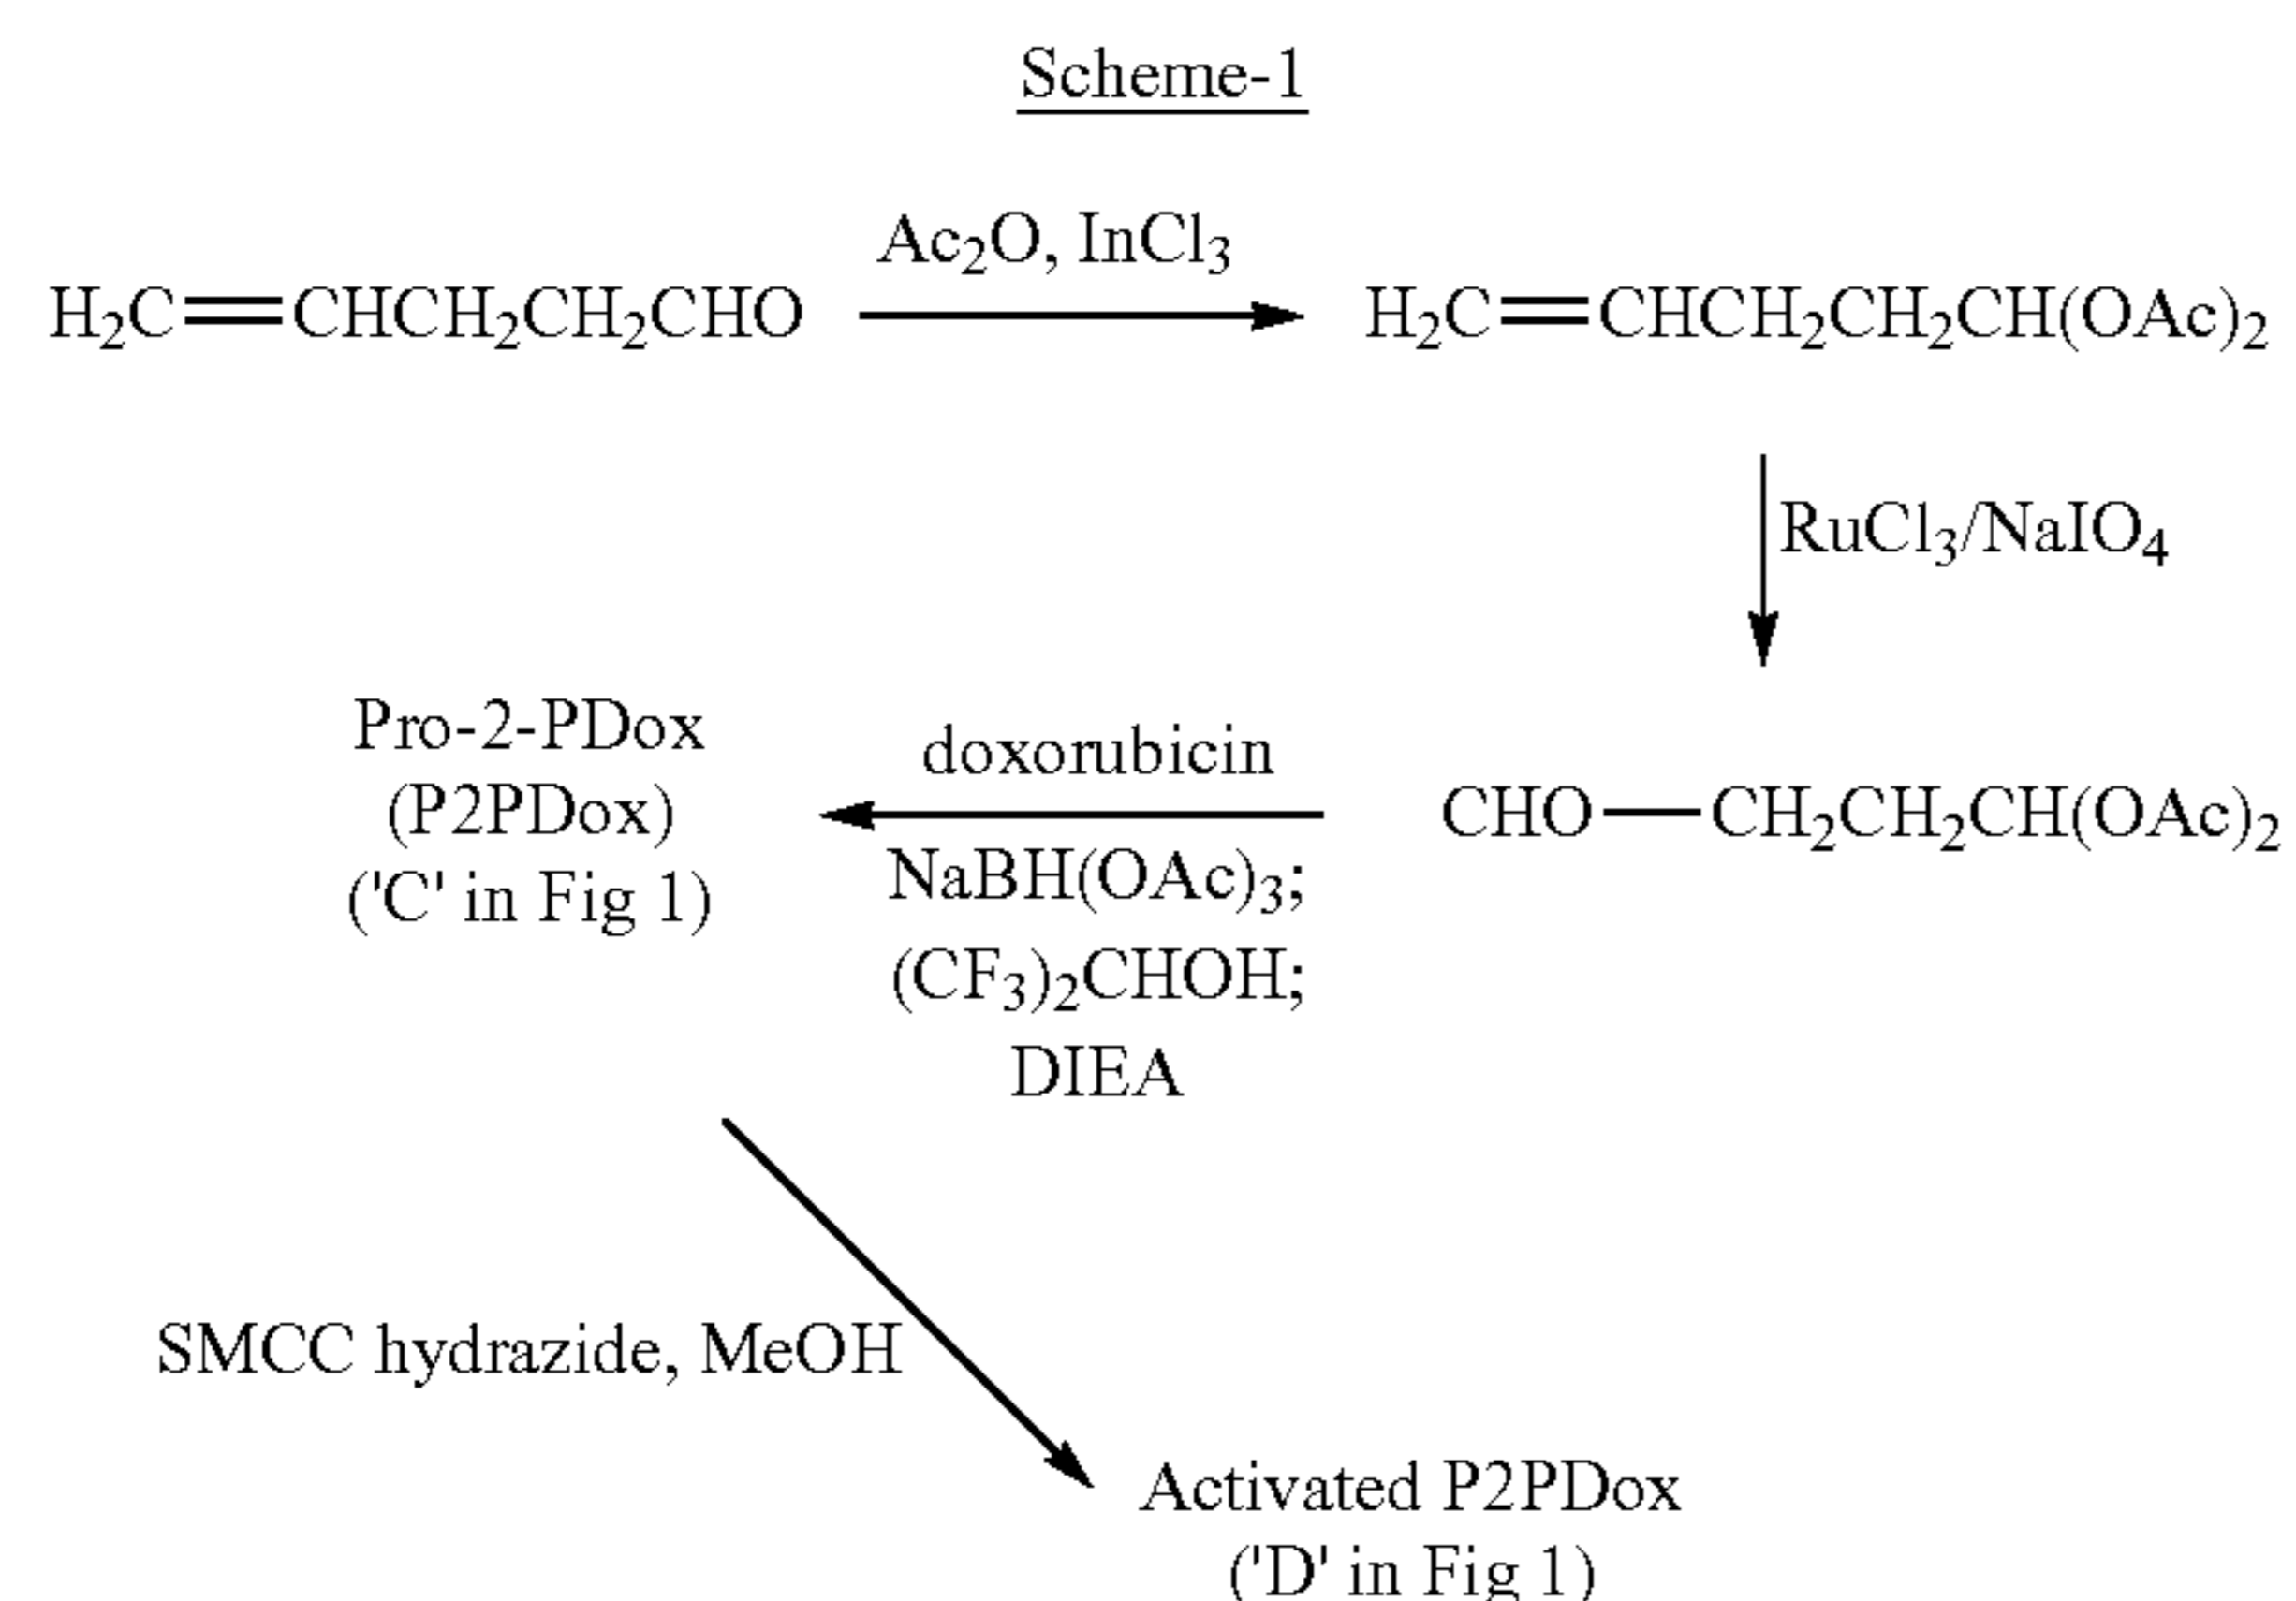 Scheme-1
Ac2O, InCl3
H2C=CHCH2CH2CHO
H2C=CHCH2CH2CH(OAc)2
RuCl3/NaIO4
Pro-2-PDox
(P2PDox)
('C' in Fig 1)
doxorubicin
NaBH(OAc)3;
(CF3)2CHOH;
DIEA
CHO—CH2CH2CH(OAc)2
SMCC hydrazide, MeOH
Activated P2PDox
('D' in Fig 1)